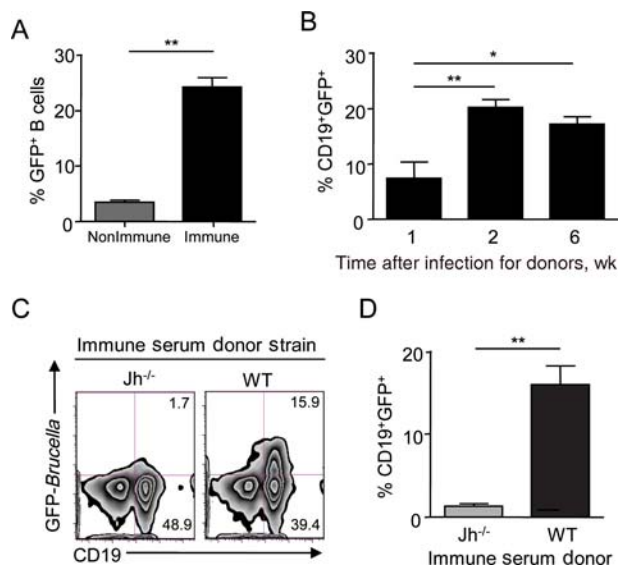 A
**
% GFP⁺ B cells
30
20
10
0
NonImmune Immune
B
*
**
% CD19⁺GFP⁺
30
20
10
0
1 2 6
Time after infection for donors, wk
C
Immune serum donor strain
Jh⁻/⁻ WT
1.7 15.9
48.9 39.4
GFP-Brucella
CD19
D
**
% CD19⁺GFP⁺
20
10
0
Jh⁻/⁻ WT
Immune serum donor